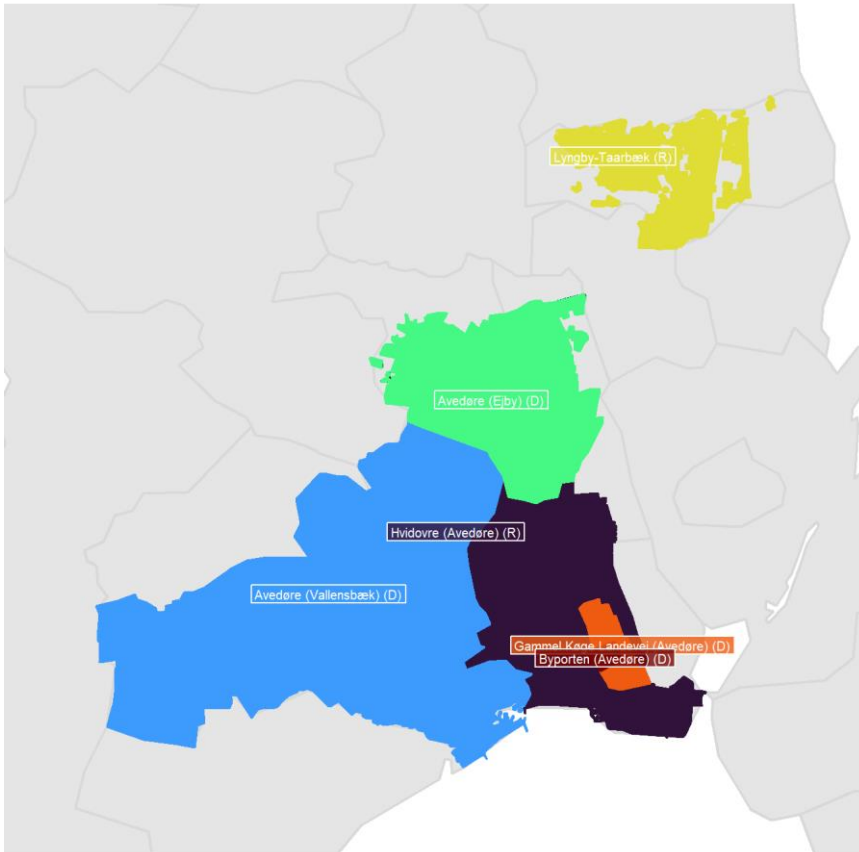 Lyngby-Taarbæk (R)
Avedøre (Ejby) (D)
Hvidovre (Avedøre) (R)
Avedøre (Vallensbæk) (D)
Gammel Køge Landevej (Avedøre) (D)
Byporten (Avedøre) (D)